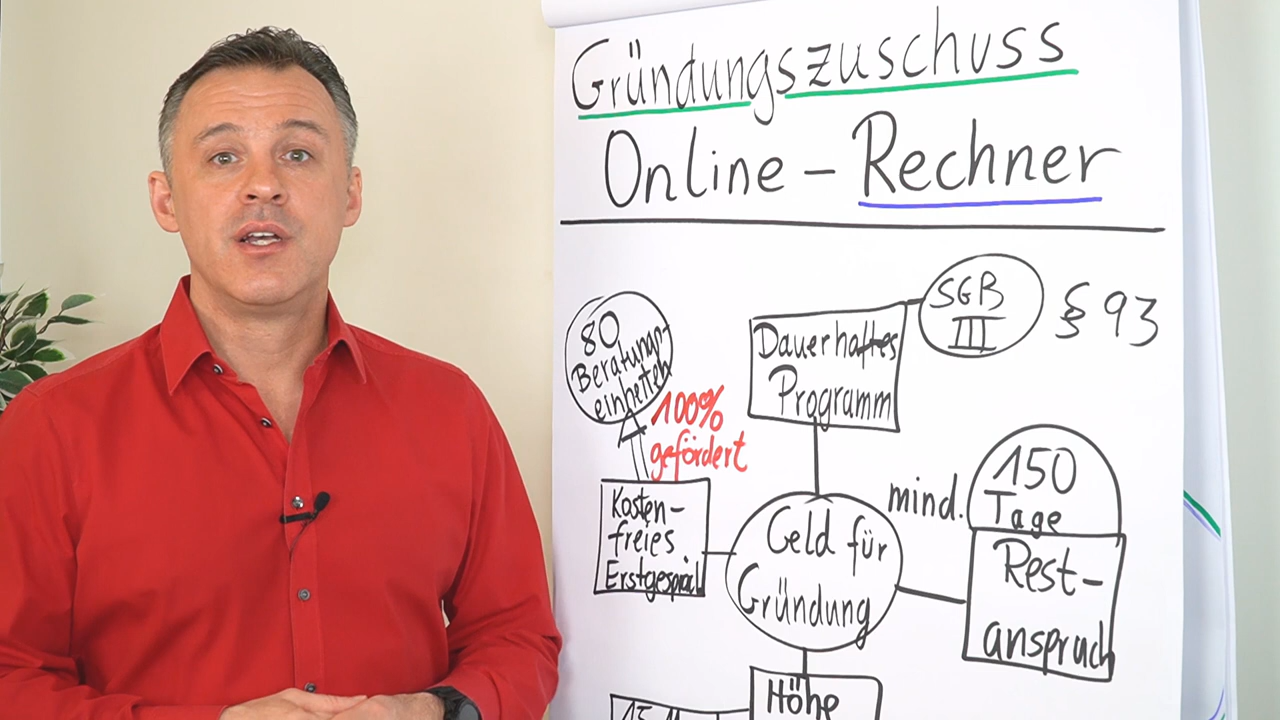 Gründungszuschuss
Online-Rechner
80
Beratungs-
einheiten
100%
gefördert
Kosten-
freies
Erstgespräch
Dauerhaftes
Programm
SGB
III
§ 93
Geld für
Gründung
mind.
150
Tage
Rest-
anspruch
Höhe